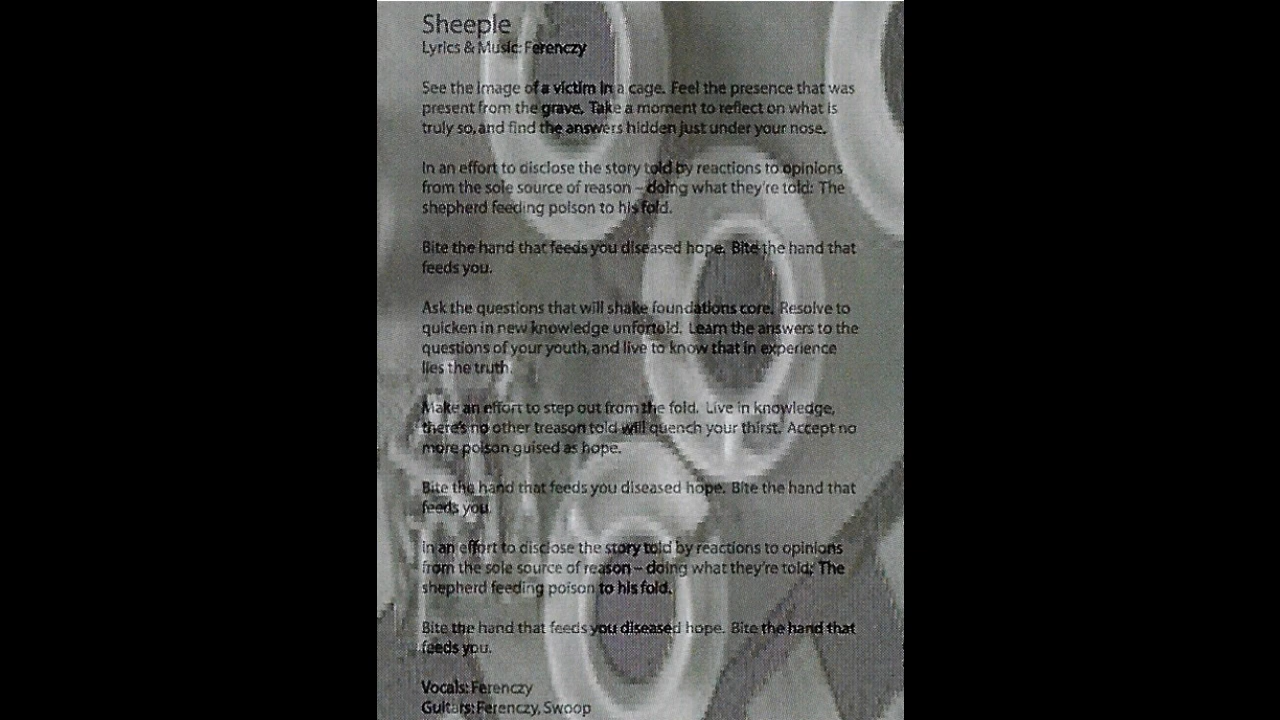 Sheeple
Lyrics & Music: Ferenczy
See the image of a victim in a cage. Feel the presence that was
present from the grave. Take a moment to reflect on what is
truly so, and find the answers hidden just under your nose.
In an effort to disclose the story told by reactions to opinions
from the sole source of reason – doing what they're told: The
shepherd feeding poison to his fold.
Bite the hand that feeds you diseased hope. Bite the hand that
feeds you.
Ask the questions that will shake foundations core. Resolve to
quicken in new knowledge unfortold. Learn the answers to the
questions of your youth, and live to know that in experience
lies the truth.
Make an effort to step out from the fold. Live in knowledge,
there's no other treason told will quench your thirst. Accept no
more poison guised as hope.
Bite the hand that feeds you diseased hope. Bite the hand that
feeds you.
In an effort to disclose the story told by reactions to opinions
from the sole source of reason – doing what they're told; The
shepherd feeding poison to his fold.
Bite the hand that feeds you diseased hope. Bite the hand that
feeds you.
Vocals: Ferenczy
Guitars: Ferenczy, Swoop